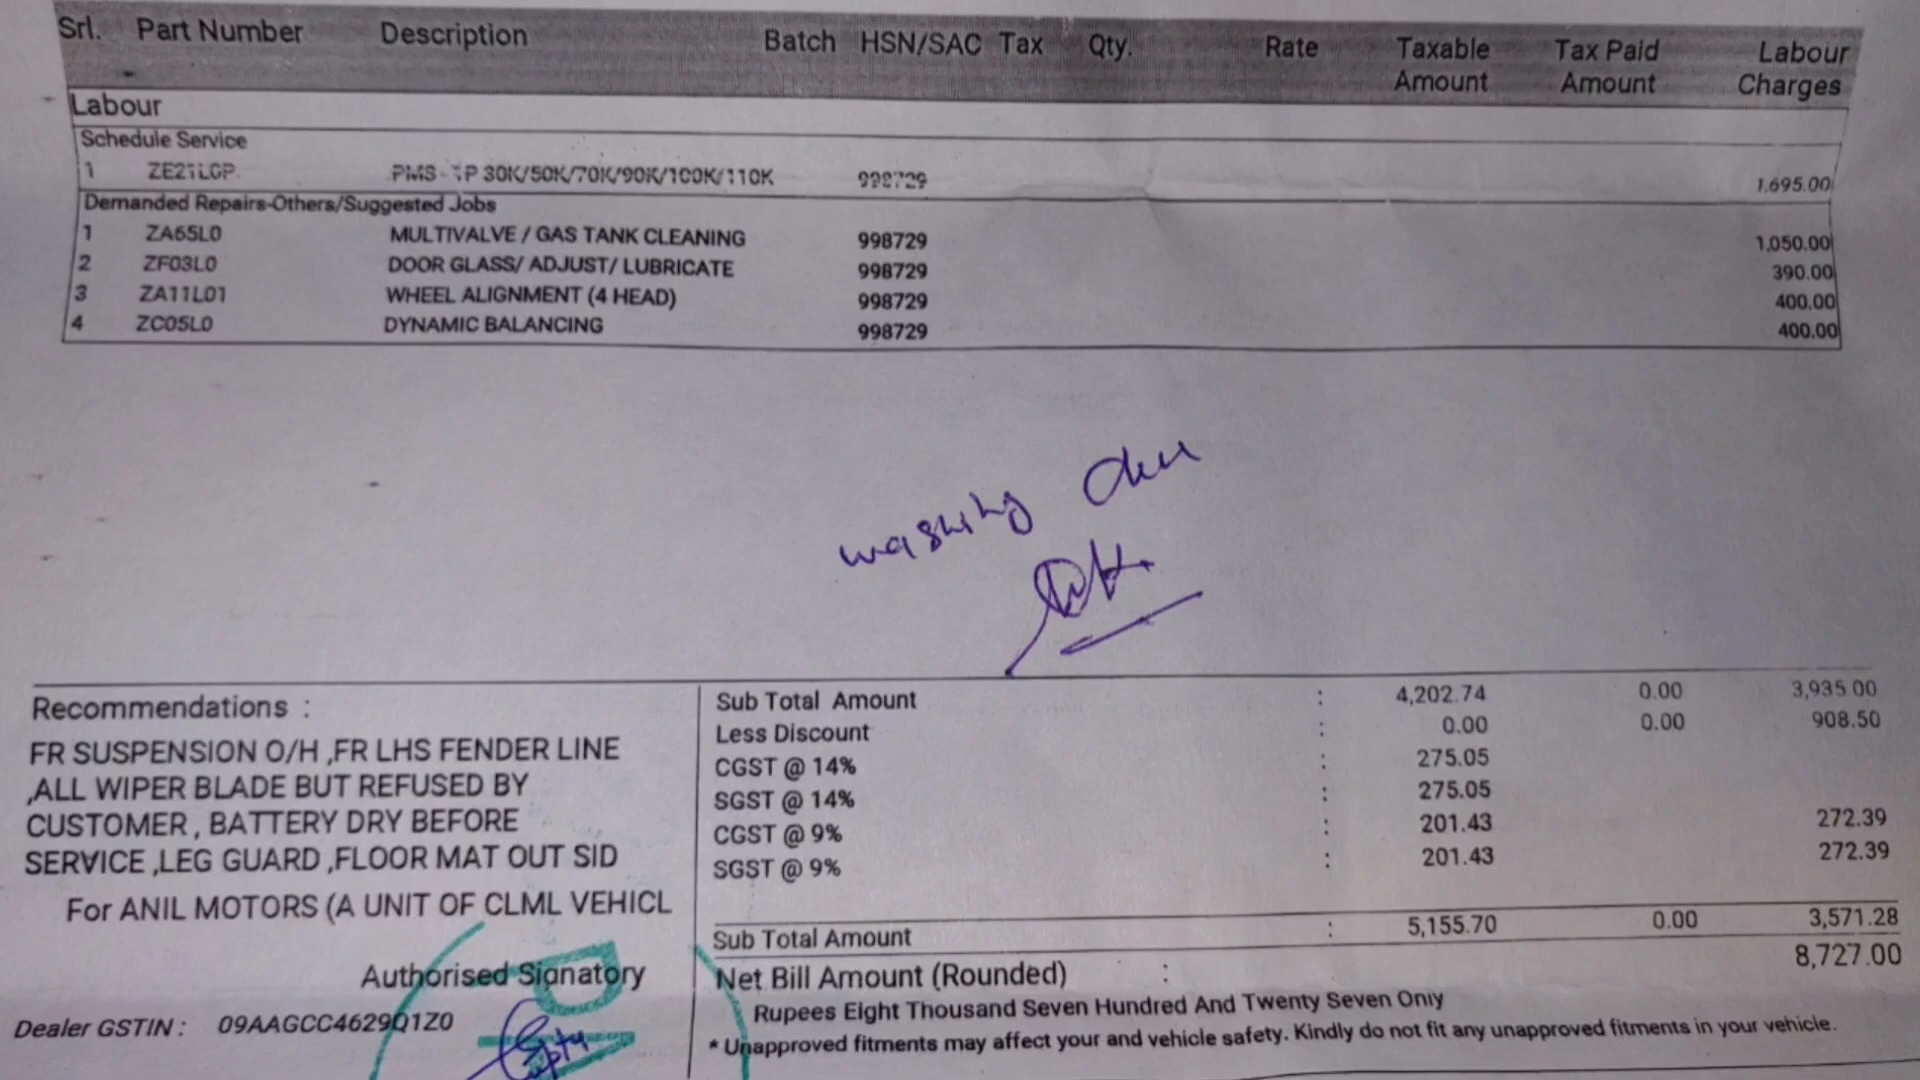 Srl. Part Number Description Batch HSN/SAC Tax Qty. Rate Taxable Amount Tax Paid Amount Labour Charges
Labour
Schedule Service
1 ZE21LGP PMS - TP 30K/50K/70K/90K/100K/110K 998729 1.695.00
Demanded Repairs-Others/Suggested Jobs
1 ZA65L0 MULTIVALVE / GAS TANK CLEANING 998729 1,050.00
2 ZF03L0 DOOR GLASS/ ADJUST/ LUBRICATE 998729 390.00
3 ZA11L01 WHEEL ALIGNMENT (4 HEAD) 998729 400.00
4 ZC05L0 DYNAMIC BALANCING 998729 400.00
washing
Recommendations :
FR SUSPENSION O/H ,FR LHS FENDER LINE
,ALL WIPER BLADE BUT REFUSED BY
CUSTOMER , BATTERY DRY BEFORE
SERVICE ,LEG GUARD ,FLOOR MAT OUT SID
For ANIL MOTORS (A UNIT OF CLML VEHICL
Authorised Signatory
Dealer GSTIN : 09AAGCC4629Q1Z0
Sub Total Amount : 4,202.74 0.00 3,935.00
Less Discount : 0.00 0.00 908.50
CGST @ 14% : 275.05
SGST @ 14% : 275.05
CGST @ 9% : 201.43 272.39
SGST @ 9% : 201.43 272.39
Sub Total Amount : 5,155.70 0.00 3,571.28
Net Bill Amount (Rounded) : 8,727.00
Rupees Eight Thousand Seven Hundred And Twenty Seven Only
* Unapproved fitments may affect your and vehicle safety. Kindly do not fit any unapproved fitments in your vehicle.